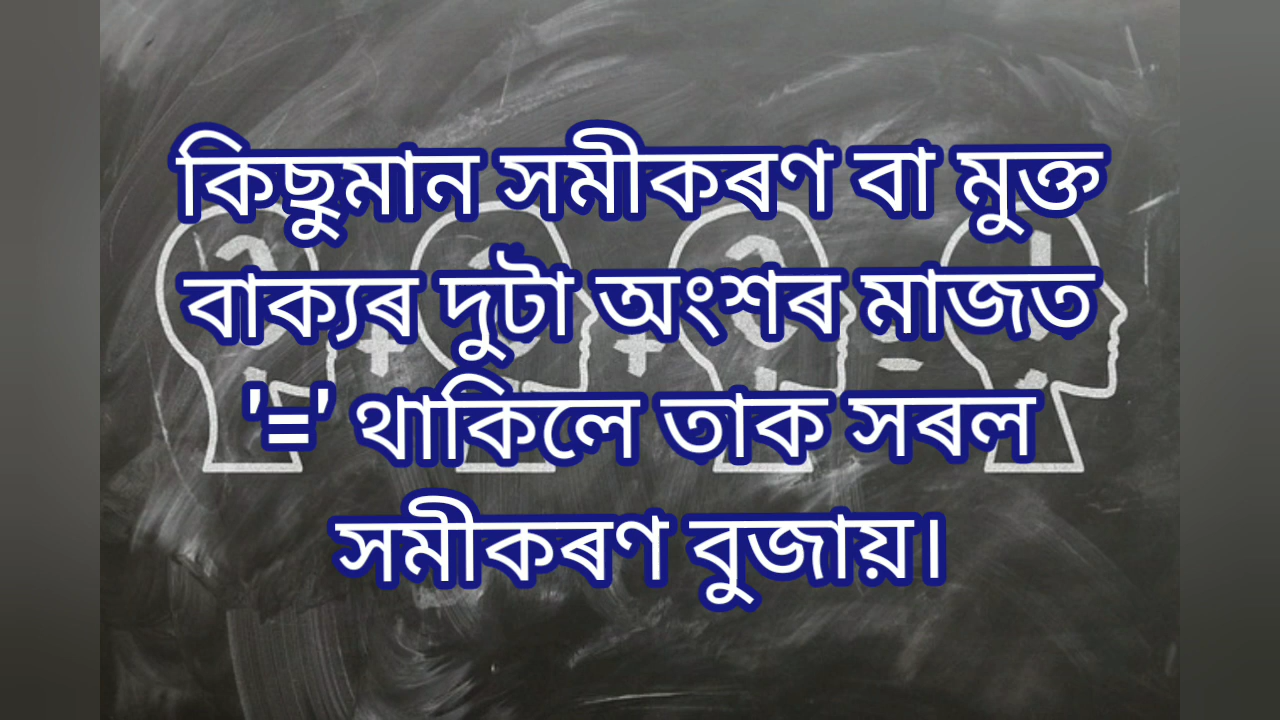 কিছুমান সমীকৰণ বা মুক্ত
বাক্যৰ দুটা অংশৰ মাজত
'=' থাকিলে তাক সৰল
সমীকৰণ বুজায়।